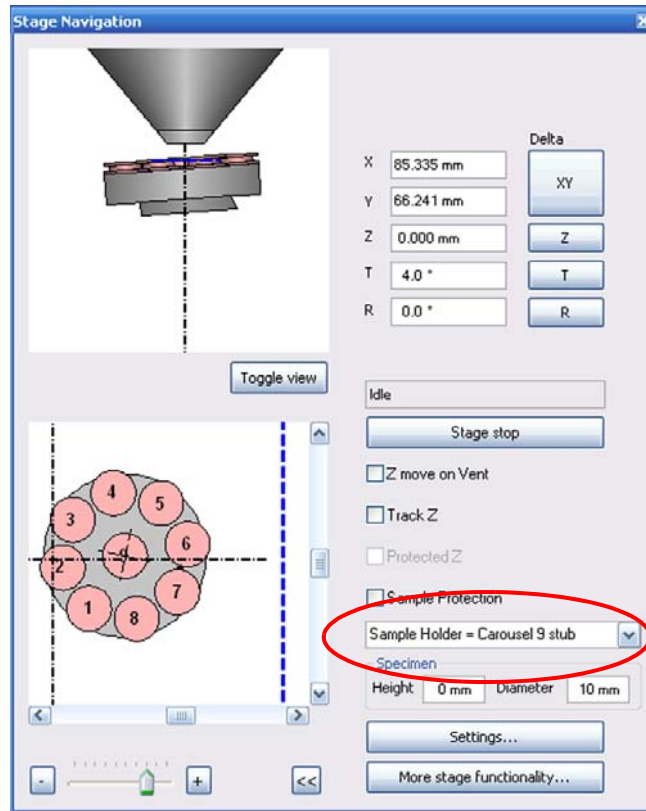 Stage Navigation
Delta
X 85.335 mm XY
Y 66.241 mm
Z 0.000 mm Z
T 4.0 ° T
R 0.0 ° R
Toggle view
Idle
Stage stop
Z move on Vent
Track Z
Protected Z
Sample Protection
Sample Holder = Carousel 9 stub
Specimen
Height 0 mm Diameter 10 mm
Settings...
More stage functionality...
4
5
3
6
9
2
7
1
8
- + <<